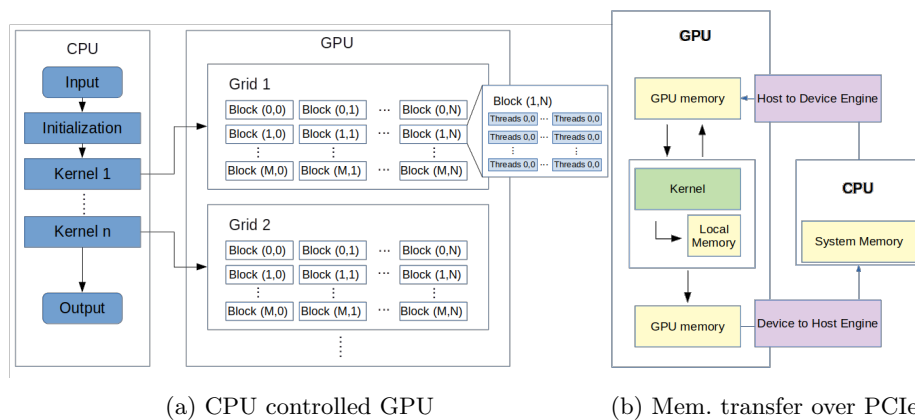 CPU
Input
Initialization
Kernel 1
Kernel n
Output
GPU
Grid 1
Block (0,0) Block (0,1) ··· Block (0,N)
Block (1,0) Block (1,1) ··· Block (1,N)
Block (M,0) Block (M,1) ··· Block (M,N)
Block (1,N)
Threads 0,0 ··· Threads 0,0
Threads 0,0 ··· Threads 0,0
Threads 0,0 ··· Threads 0,0
Grid 2
Block (0,0) Block (0,1) ··· Block (0,N)
Block (1,0) Block (1,1) ··· Block (1,N)
Block (M,0) Block (M,1) ··· Block (M,N)
(a) CPU controlled GPU
GPU
GPU memory
Host to Device Engine
Kernel
Local
Memory
CPU
System Memory
GPU memory
Device to Host Engine
(b) Mem. transfer over PCIe